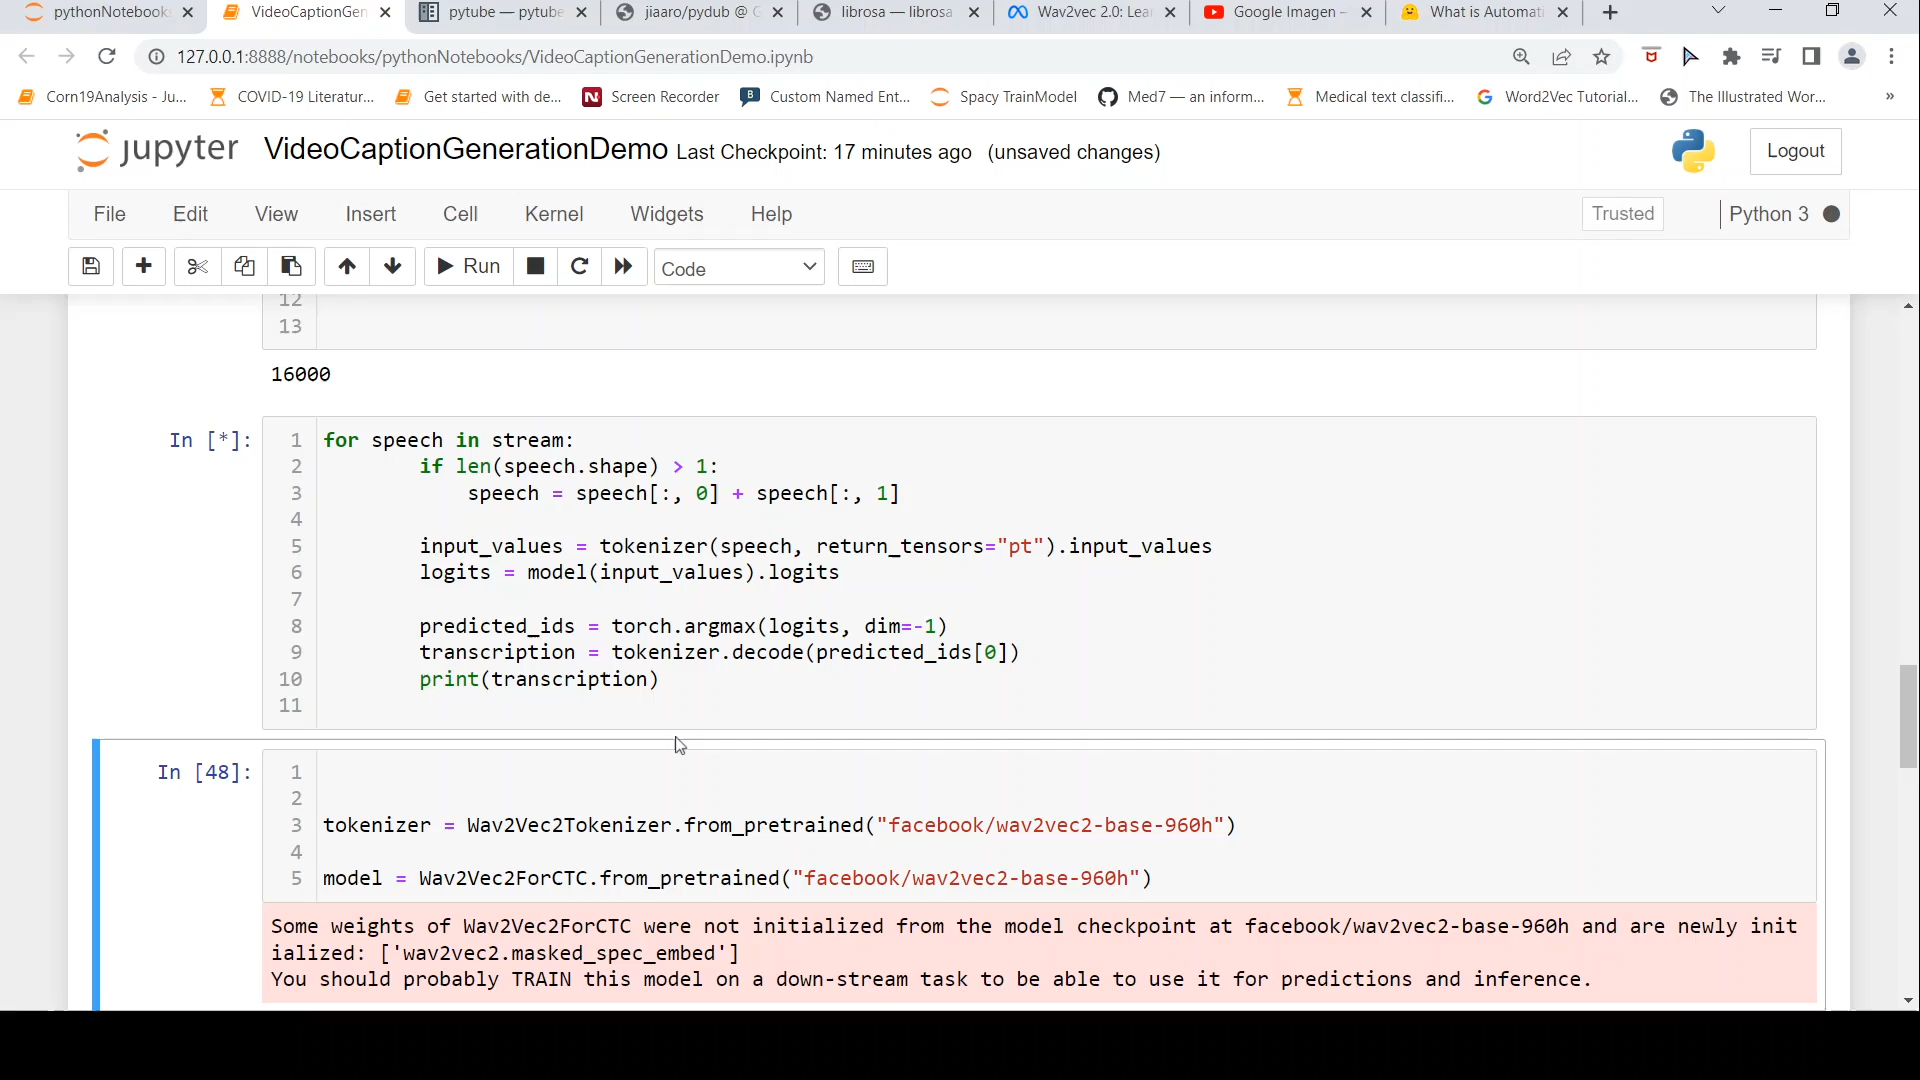 pythonNotebook
VideoCaptionGen
pytube — pytube
jiaaro/pydub @ G
librosa — librosa
Wav2vec 2.0: Lea
Google Imagen -
What is Automati
127.0.0.1:8888/notebooks/pythonNotebooks/VideoCaptionGenerationDemo.ipynb
Corn19Analysis - Ju...
COVID-19 Literatur...
Get started with de...
N Screen Recorder
Custom Named Ent...
Spacy TrainModel
Med7 — an inform...
Medical text classifi...
Word2Vec Tutorial...
The Illustrated Wor...
»
jupyter VideoCaptionGenerationDemo Last Checkpoint: 17 minutes ago (unsaved changes)
Logout
File Edit View Insert Cell Kernel Widgets Help
Trusted
Python 3
Run
Code
12
13
16000
In [*]:
1 for speech in stream:
2 if len(speech.shape) > 1:
3 speech = speech[:, 0] + speech[:, 1]
4
5 input_values = tokenizer(speech, return_tensors="pt").input_values
6 logits = model(input_values).logits
7
8 predicted_ids = torch.argmax(logits, dim=-1)
9 transcription = tokenizer.decode(predicted_ids[0])
10 print(transcription)
11
In [48]:
1
2
3 tokenizer = Wav2Vec2Tokenizer.from_pretrained("facebook/wav2vec2-base-960h")
4
5 model = Wav2Vec2ForCTC.from_pretrained("facebook/wav2vec2-base-960h")
Some weights of Wav2Vec2ForCTC were not initialized from the model checkpoint at facebook/wav2vec2-base-960h and are newly init
ialized: ['wav2vec2.masked_spec_embed']
You should probably TRAIN this model on a down-stream task to be able to use it for predictions and inference.